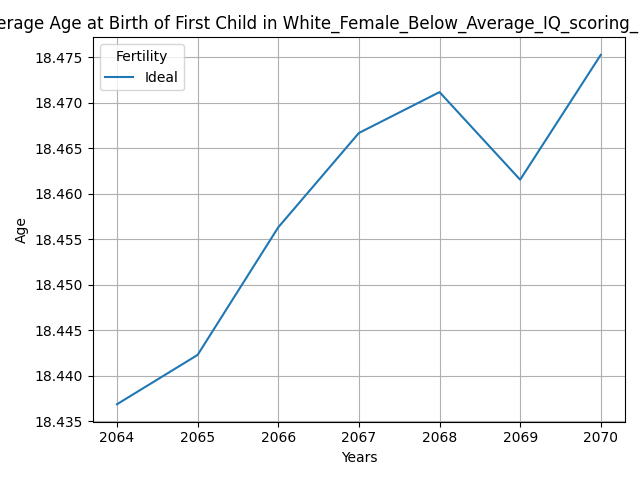 erage Age at Birth of First Child in White_Female_Below_Average_IQ_scoring_
Fertility
Ideal
18.475
18.470
18.465
18.460
18.455
18.450
18.445
18.440
18.435
Age
2064 2065 2066 2067 2068 2069 2070
Years